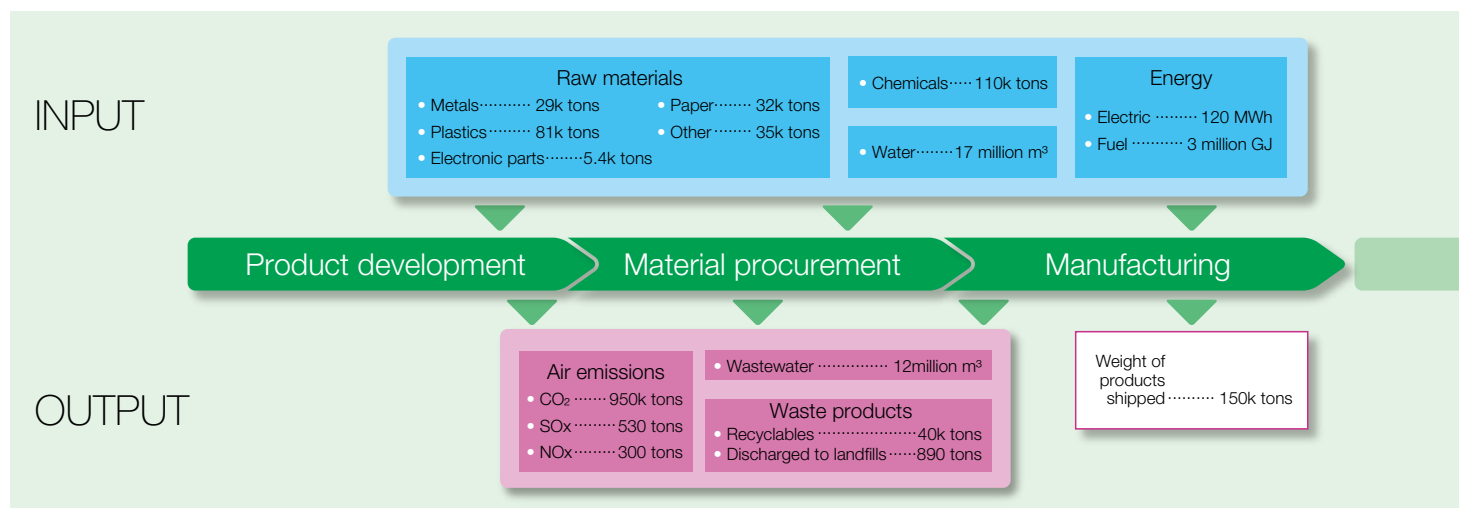 INPUT
Raw materials
• Metals··········· 29k tons
• Paper········ 32k tons
• Plastics··········· 81k tons
• Other········ 35k tons
• Electronic parts········5.4k tons
• Chemicals····· 110k tons
• Water········17 million m³
Energy
• Electric ········· 120 MWh
• Fuel ··········· 3 million GJ
Product development
Material procurement
Manufacturing
OUTPUT
Air emissions
• CO₂ ······· 950k tons
• SOx ········· 530 tons
• NOx ········· 300 tons
• Wastewater ··············· 12million m³
Waste products
• Recyclables ·····················40k tons
• Discharged to landfills ······890 tons
Weight of
products
shipped ·········· 150k tons